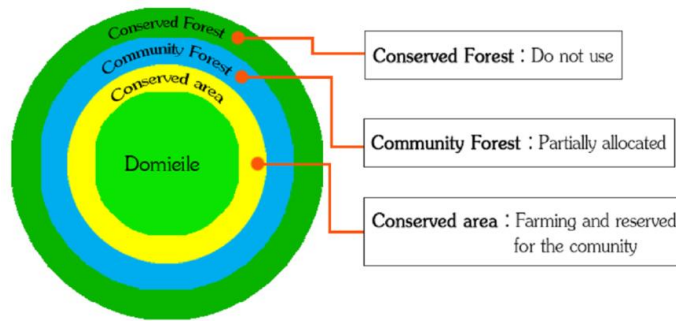 Conserved Forest
Community Forest
Conserved area
Domieile
Conserved Forest : Do not use
Community Forest : Partially allocated
Conserved area : Farming and reserved
for the comunity